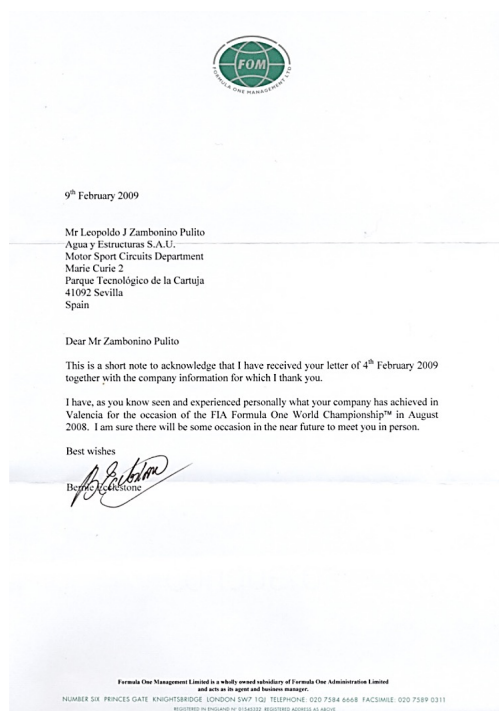 FOM
FORMULA ONE MANAGEMENT LTD
9th February 2009
Mr Leopoldo J Zambonino Pulito
Agua y Estructuras S.A.U.
Motor Sport Circuits Department
Marie Curie 2
Parque Tecnológico de la Cartuja
41092 Sevilla
Spain
Dear Mr Zambonino Pulito
This is a short note to acknowledge that I have received your letter of 4th February 2009
together with the company information for which I thank you.
I have, as you know seen and experienced personally what your company has achieved in
Valencia for the occasion of the FIA Formula One World Championship™ in August
2008. I am sure there will be some occasion in the near future to meet you in person.
Best wishes
Bernie Ecclestone
Formula One Management Limited is a wholly owned subsidiary of Formula One Administration Limited
and acts as its agent and business manager.
NUMBER SIX PRINCES GATE KNIGHTSBRIDGE LONDON SW7 1QJ TELEPHONE: 020 7584 6668 FACSIMILE: 020 7589 0311
REGISTERED IN ENGLAND Nº 01545332 REGISTERED ADDRESS AS ABOVE